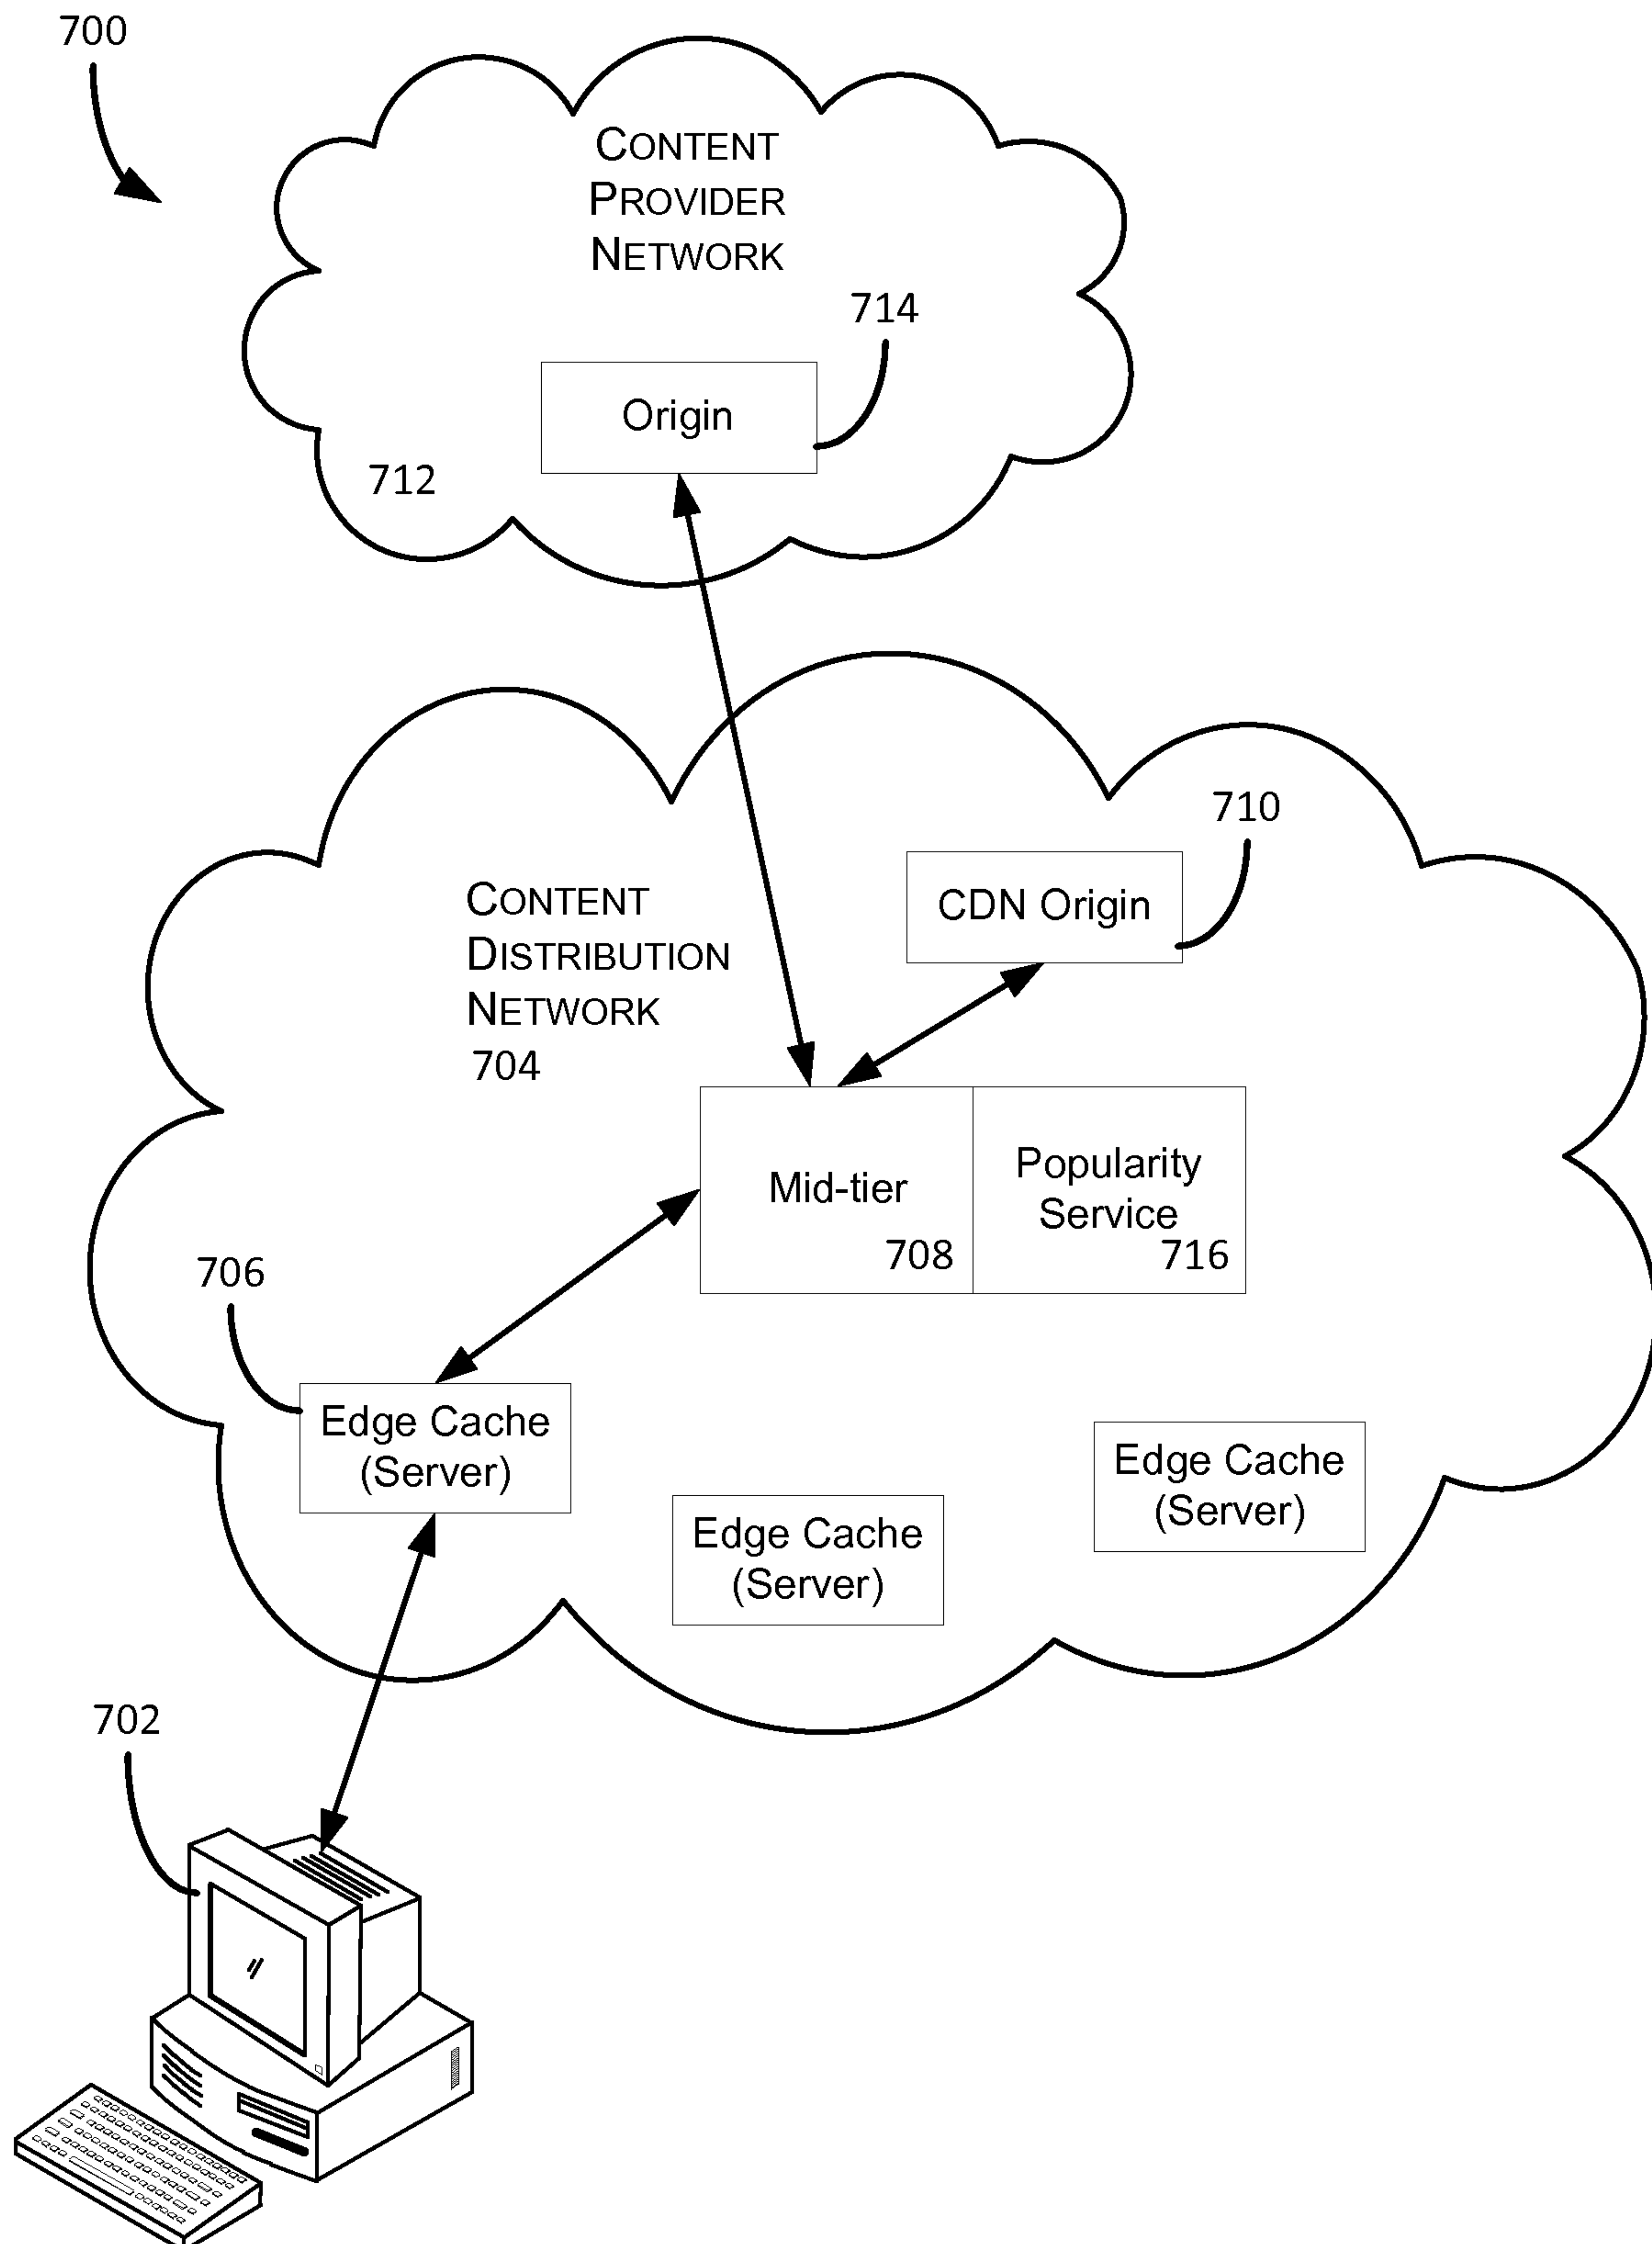 700
CONTENT
PROVIDER
NETWORK
714
Origin
712
710
CDN Origin
CONTENT
DISTRIBUTION
NETWORK
704
Mid-tier
708
Popularity
Service
716
706
Edge Cache
(Server)
Edge Cache
(Server)
Edge Cache
(Server)
702